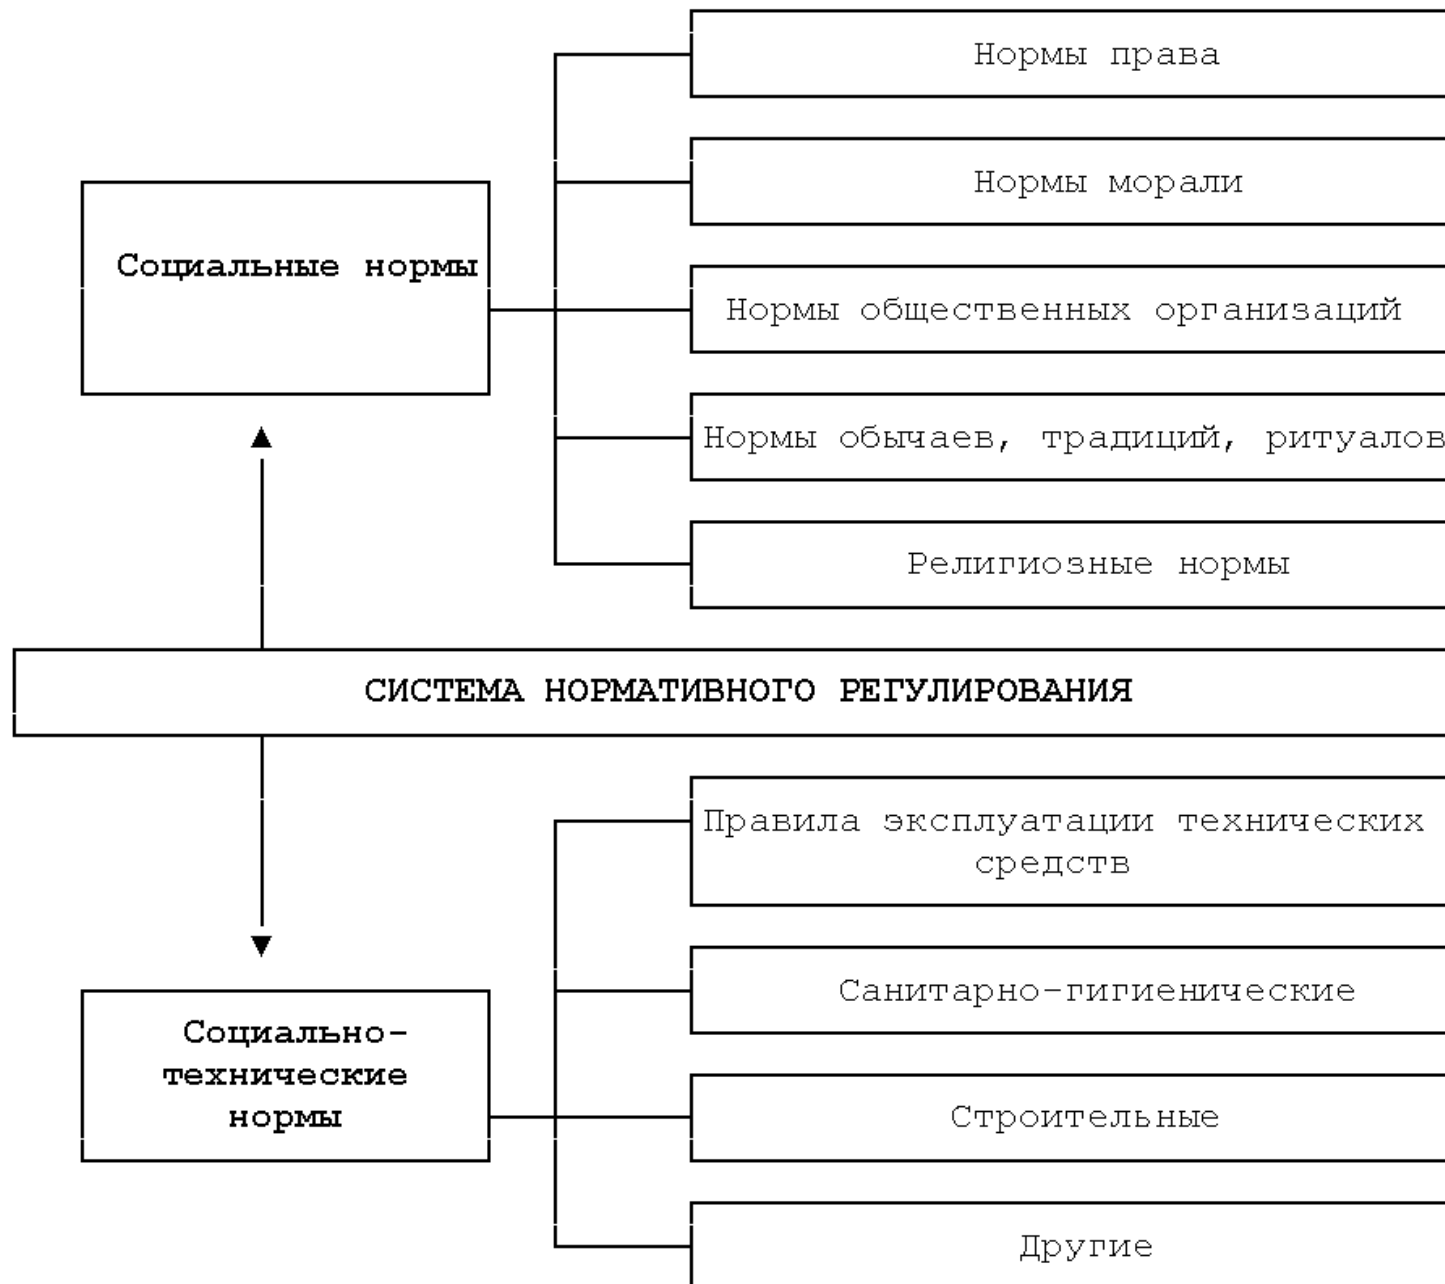 Нормы права
Нормы морали
Социальные нормы
Нормы общественных организаций
Нормы обычаев, традиций, ритуалов
Религиозные нормы
СИСТЕМА НОРМАТИВНОГО РЕГУЛИРОВАНИЯ
Правила эксплуатации технических
средств
Санитарно-гигиенические
Социально-
технические
нормы
Строительные
Другие